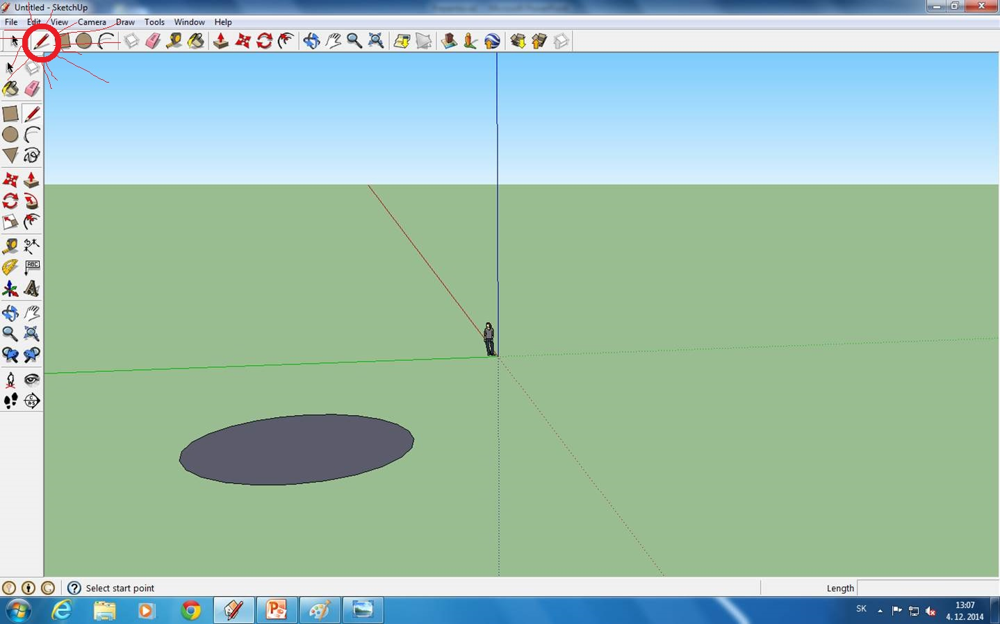 Untitled - SketchUp
File Edit View Camera Draw Tools Window Help
ABC
A
C
A-S
Select start point
Length
SK
13:07
4. 12. 2014